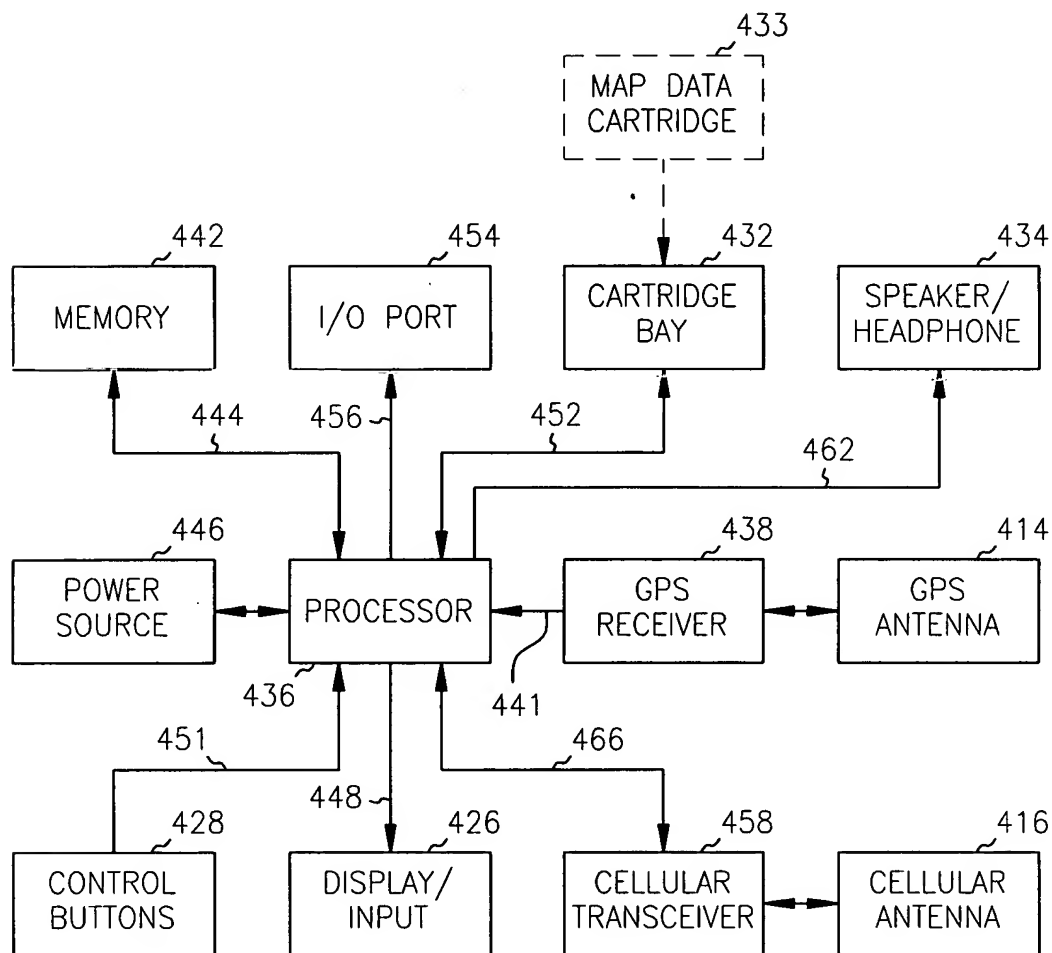 433
MAP DATA
CARTRIDGE
442
454
432
434
MEMORY
I/O PORT
CARTRIDGE
BAY
SPEAKER/
HEADPHONE
444
456
452
462
446
438
414
POWER
SOURCE
PROCESSOR
GPS
RECEIVER
GPS
ANTENNA
436
441
451
466
448
428
426
458
416
CONTROL
BUTTONS
DISPLAY/
INPUT
CELLULAR
TRANSCEIVER
CELLULAR
ANTENNA